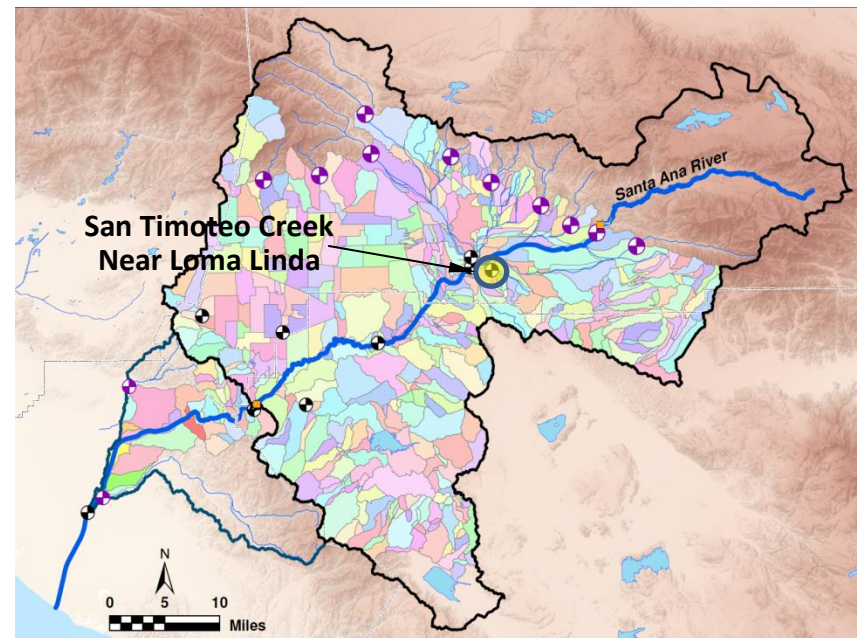 Santa Ana River
San Timoteo Creek
Near Loma Linda
N
0 5 10
Miles